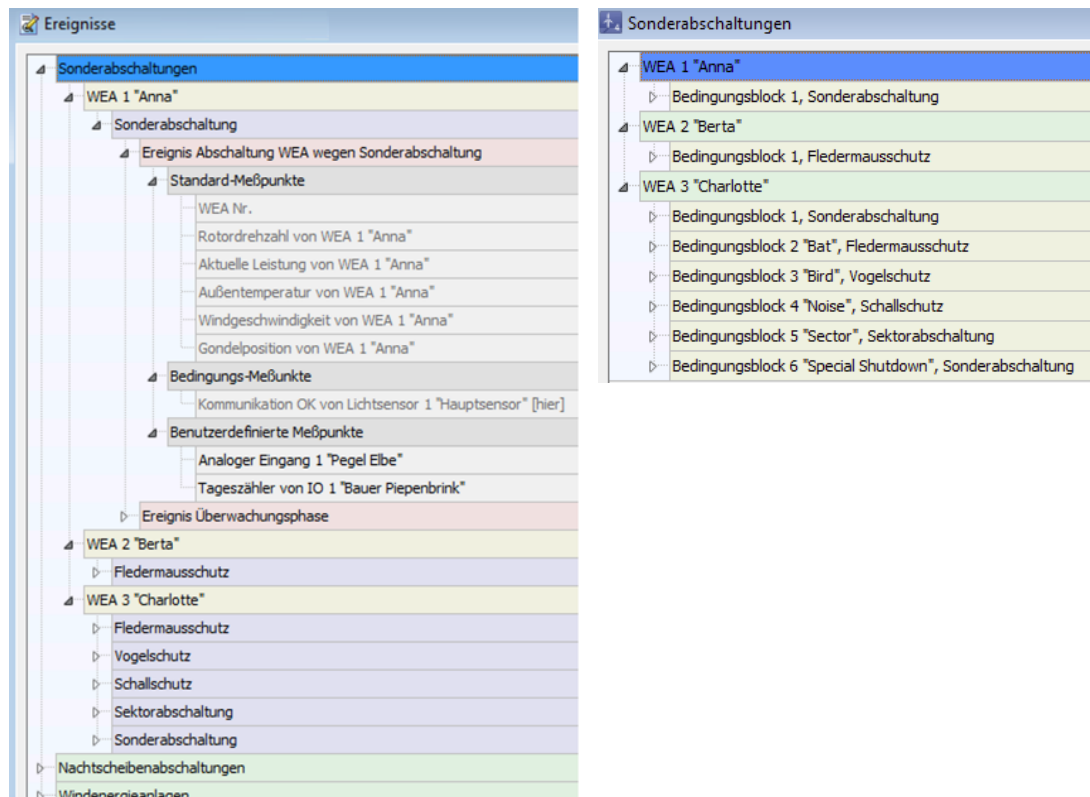 Ereignisse
Sonderabschaltungen
WEA 1 "Anna"
Sonderabschaltung
Ereignis Abschaltung WEA wegen Sonderabschaltung
Standard-Meßpunkte
WEA Nr.
Rotordrehzahl von WEA 1 "Anna"
Aktuelle Leistung von WEA 1 "Anna"
Außentemperatur von WEA 1 "Anna"
Windgeschwindigkeit von WEA 1 "Anna"
Gondelposition von WEA 1 "Anna"
Bedingungs-Meßunkte
Kommunikation OK von Lichtsensor 1 "Hauptsensor" [hier]
Benutzerdefinierte Meßpunkte
Analoger Eingang 1 "Pegel Elbe"
Tageszähler von IO 1 "Bauer Piepenbrink"
Ereignis Überwachungsphase
WEA 2 "Berta"
Fledermausschutz
WEA 3 "Charlotte"
Fledermausschutz
Vogelschutz
Schallschutz
Sektorabschaltung
Sonderabschaltung
Nachtscheibenabschaltungen
Windenergieanlagen
Sonderabschaltungen
WEA 1 "Anna"
Bedingungsblock 1, Sonderabschaltung
WEA 2 "Berta"
Bedingungsblock 1, Fledermausschutz
WEA 3 "Charlotte"
Bedingungsblock 1, Sonderabschaltung
Bedingungsblock 2 "Bat", Fledermausschutz
Bedingungsblock 3 "Bird", Vogelschutz
Bedingungsblock 4 "Noise", Schallschutz
Bedingungsblock 5 "Sector", Sektorabschaltung
Bedingungsblock 6 "Special Shutdown", Sonderabschaltung